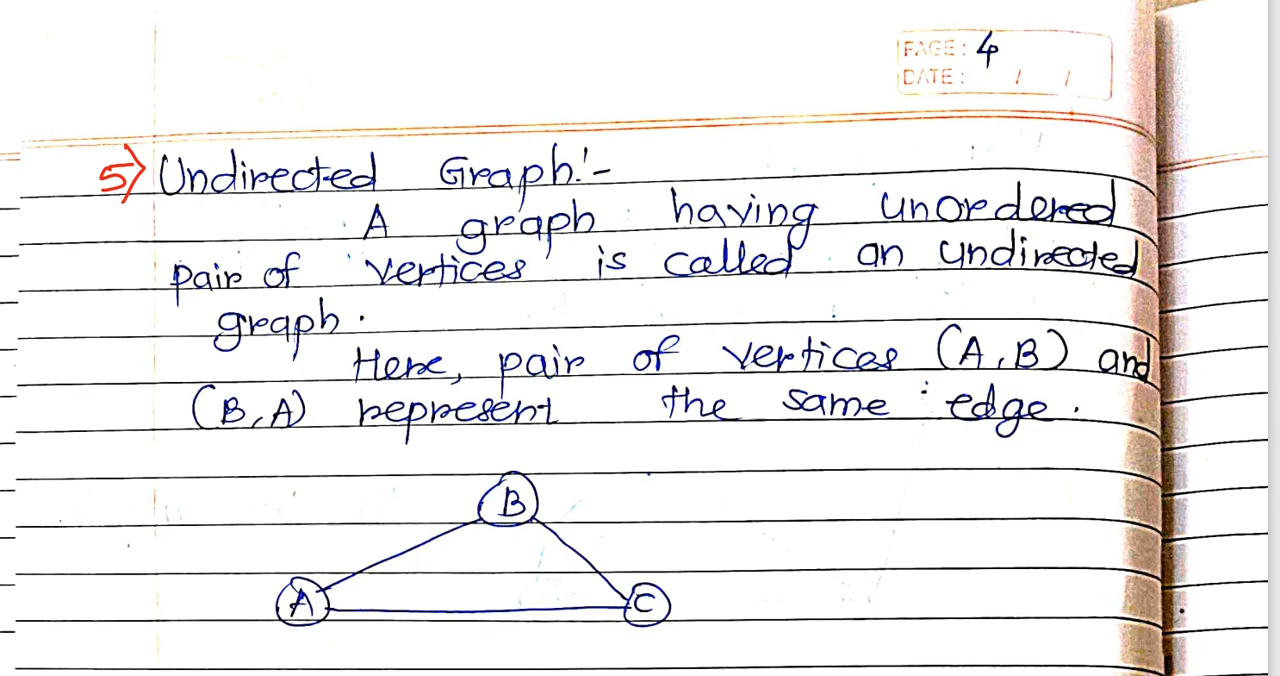 PAGE: 4
DATE: / /
5) Undirected Graph:-
A graph having unordered
pair of vertices is called an undirected
graph.
Here, pair of vertices (A,B) and
(B,A) represent the same edge.
B
A C